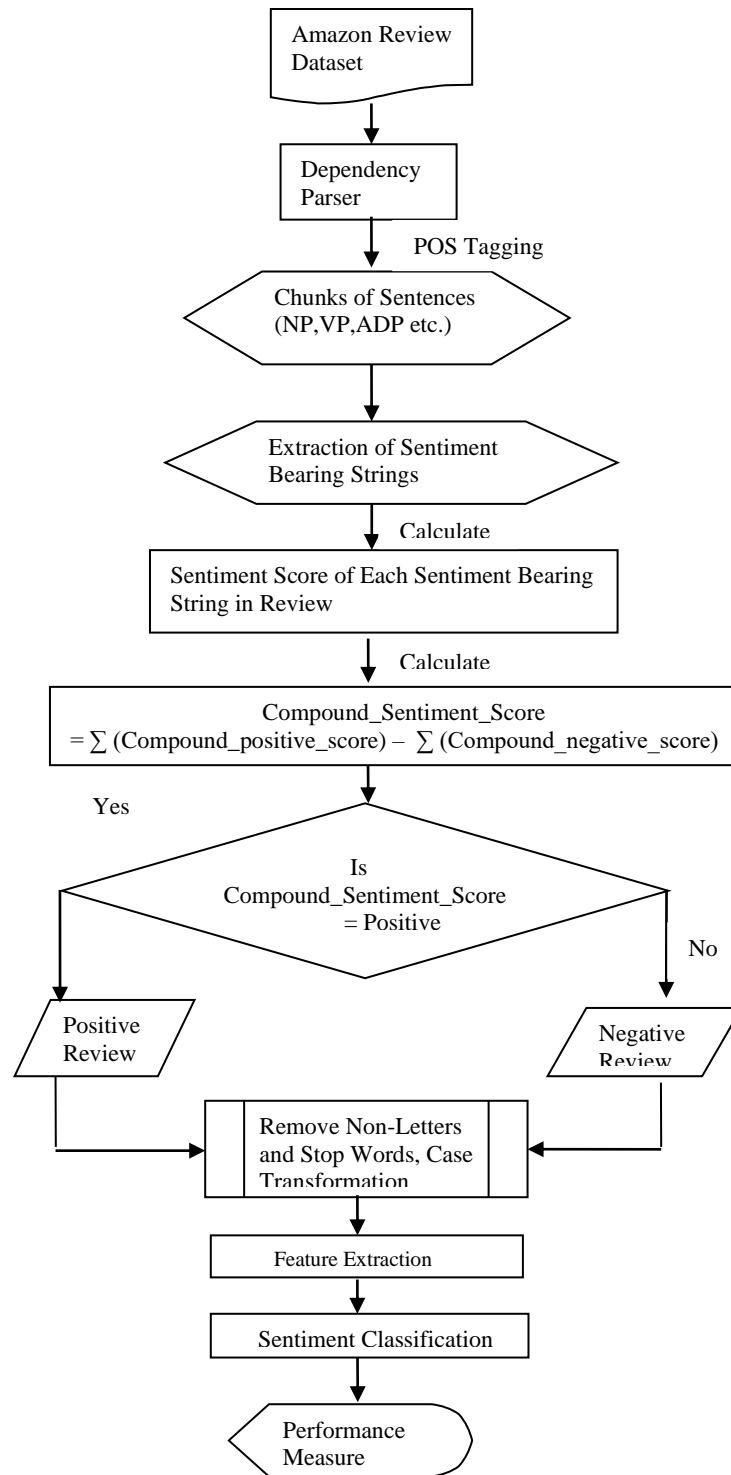 Amazon Review
Dataset
Dependency
Parser
POS Tagging
Chunks of Sentences
(NP,VP,ADP etc.)
Extraction of Sentiment
Bearing Strings
Calculate
Sentiment Score of Each Sentiment Bearing
String in Review
Calculate
Compound_Sentiment_Score
= ∑ (Compound_positive_score) – ∑ (Compound_negative_score)
Yes
Is
Compound_Sentiment_Score
= Positive
No
Positive
Review
Negative
Review
Remove Non-Letters
and Stop Words, Case
Transformation
Feature Extraction
Sentiment Classification
Performance
Measure